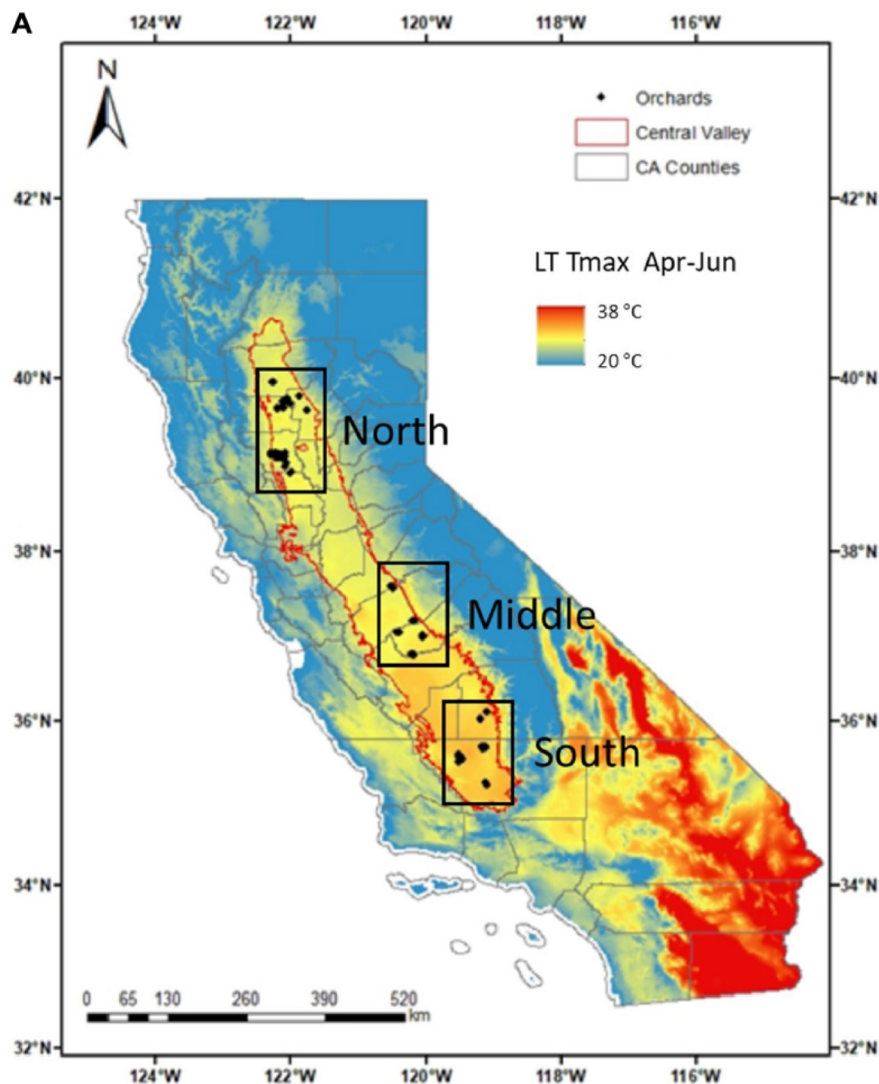 A
124°W 122°W 120°W 118°W 116°W
N
Orchards
Central Valley
CA Counties
42°N 42°N
LT Tmax Apr-Jun
38 °C
20 °C
40°N 40°N
North
38°N 38°N
Middle
36°N 36°N
South
34°N 34°N
0 65 130 260 390 520
km
32°N 32°N
124°W 122°W 120°W 118°W 116°W